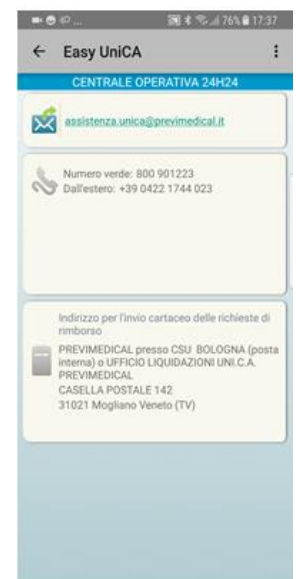 ... 76% 17:37
Easy UniCA
CENTRALE OPERATIVA 24H24
assistenza.unica@previmedical.it
Numero verde: 800 901223
Dall'estero: +39 0422 1744 023
Indirizzo per l'invio cartaceo delle richieste di
rimborso
PREVIMEDICAL presso CSU BOLOGNA (posta
interna) o UFFICIO LIQUIDAZIONI UNI.C.A.
PREVIMEDICAL
CASELLA POSTALE 142
31021 Mogliano Veneto (TV)